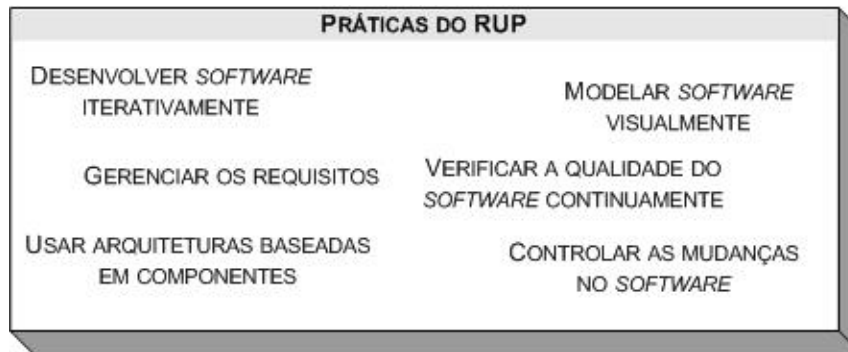 PRÁTICAS DO RUP
DESENVOLVER SOFTWARE
ITERATIVAMENTE
MODELAR SOFTWARE
VISUALMENTE
GERENCIAR OS REQUISITOS
VERIFICAR A QUALIDADE DO
SOFTWARE CONTINUAMENTE
USAR ARQUITETURAS BASEADAS
EM COMPONENTES
CONTROLAR AS MUDANÇAS
NO SOFTWARE